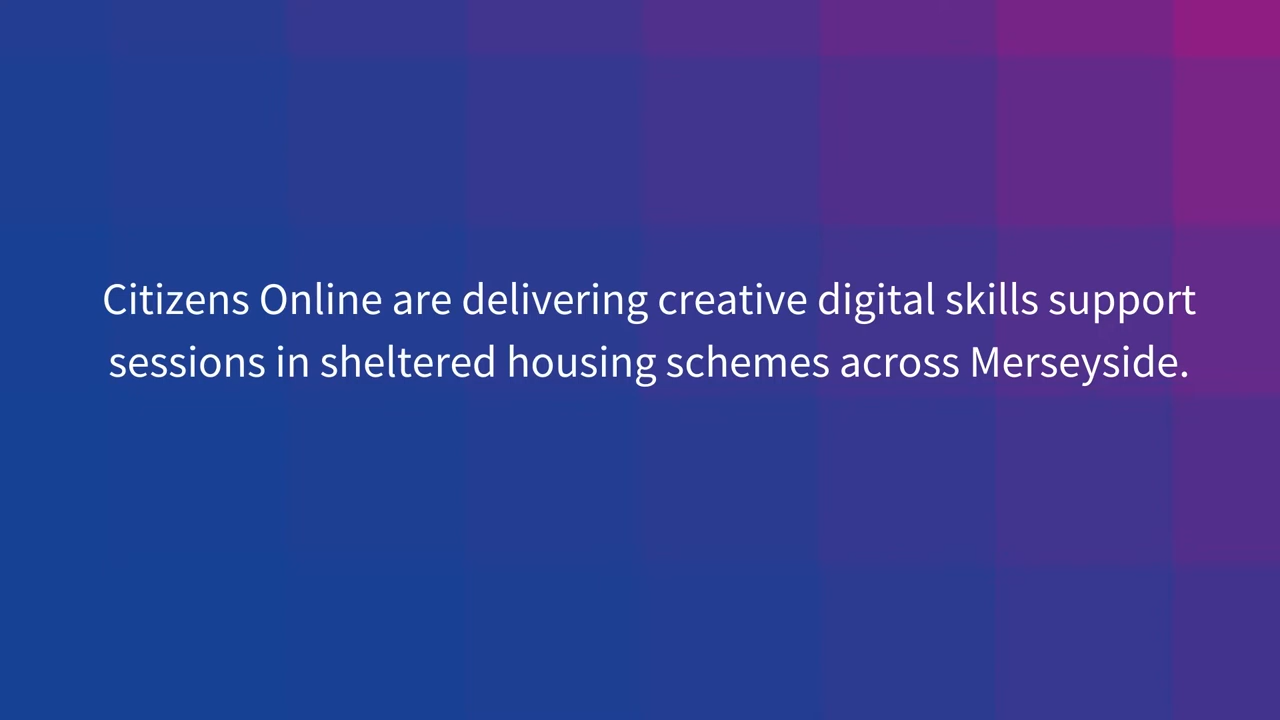 Citizens Online are delivering creative digital skills support
sessions in sheltered housing schemes across Merseyside.